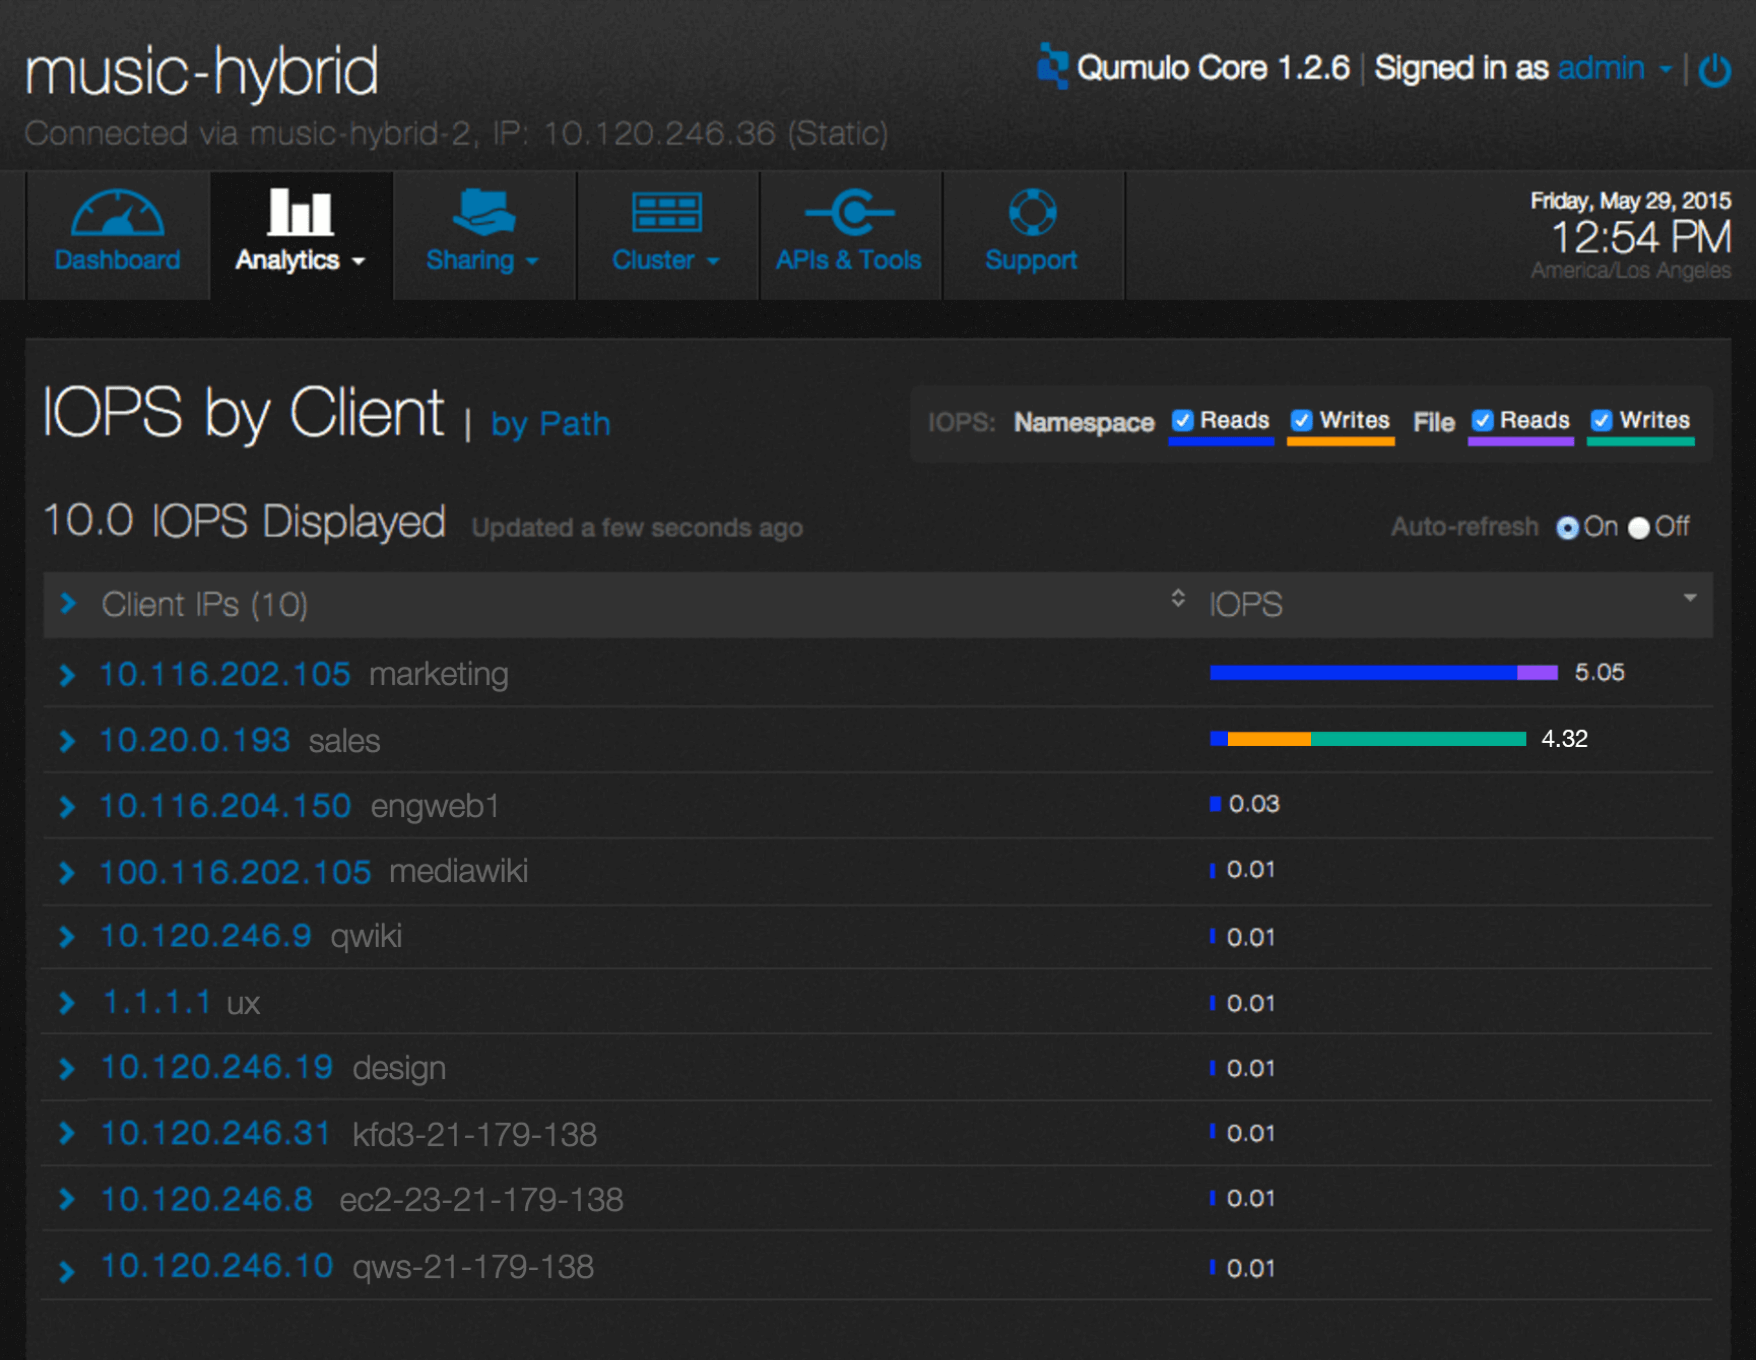 music-hybrid
Qumulo Core 1.2.6 | Signed in as admin
Connected via music-hybrid-2, IP: 10.120.246.36 (Static)
Dashboard
Analytics
Sharing
Cluster
APIs & Tools
Support
Friday, May 29, 2015
12:54 PM
America/Los Angeles
IOPS by Client | by Path
IOPS: Namespace Reads Writes File Reads Writes
10.0 IOPS Displayed Updated a few seconds ago
Auto-refresh On Off
Client IPs (10) IOPS
10.116.202.105 marketing 5.05
10.20.0.193 sales 4.32
10.116.204.150 engweb1 0.03
100.116.202.105 mediawiki 0.01
10.120.246.9 qwiki 0.01
1.1.1.1 ux 0.01
10.120.246.19 design 0.01
10.120.246.31 kfd3-21-179-138 0.01
10.120.246.8 ec2-23-21-179-138 0.01
10.120.246.10 qws-21-179-138 0.01